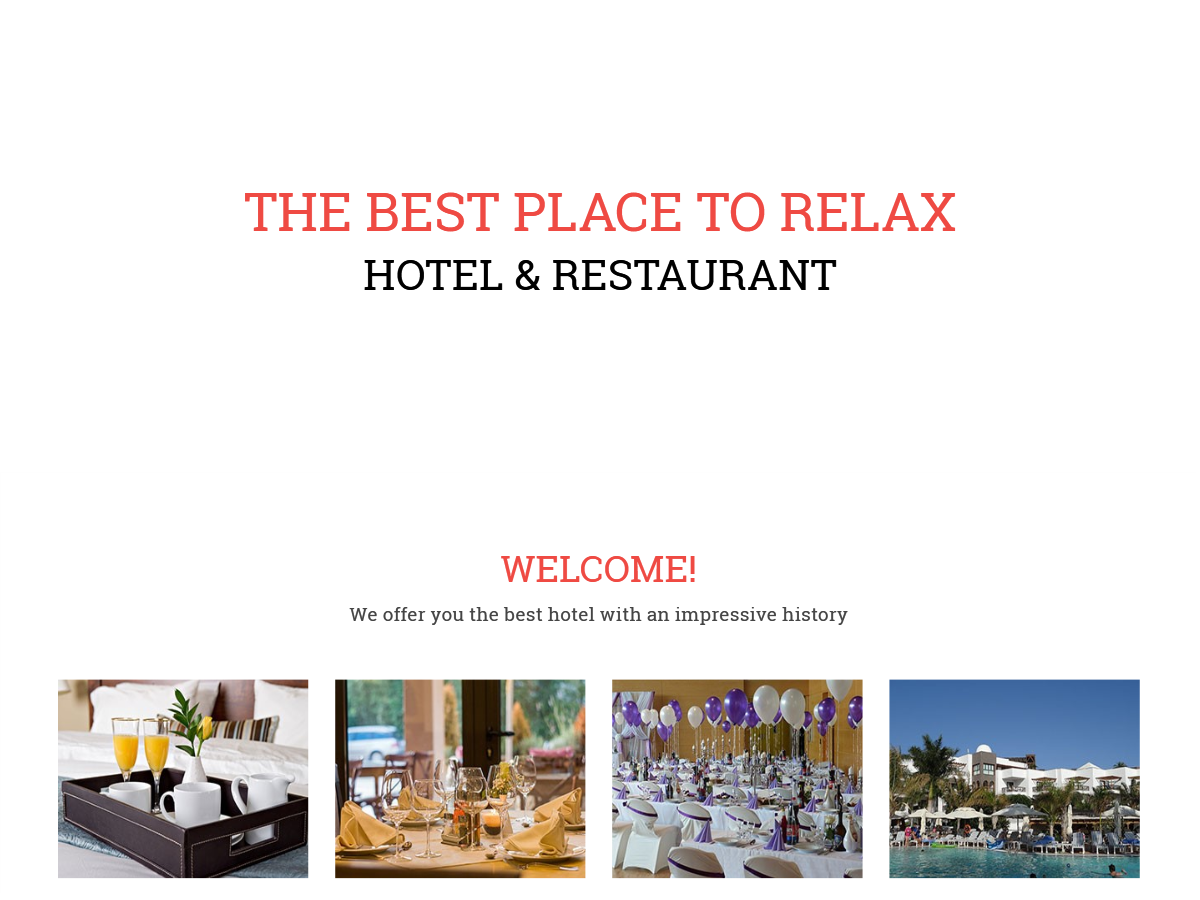 THE BEST PLACE TO RELAX
HOTEL & RESTAURANT
WELCOME!
We offer you the best hotel with an impressive history